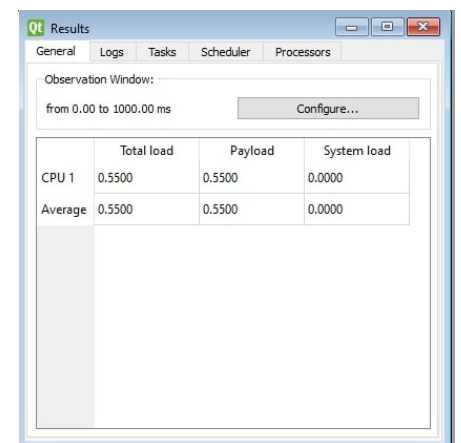 Qt Results
General Logs Tasks Scheduler Processors
Observation Window:
from 0.00 to 1000.00 ms Configure...
Total load Payload System load
CPU 1 0.5500 0.5500 0.0000
Average 0.5500 0.5500 0.0000